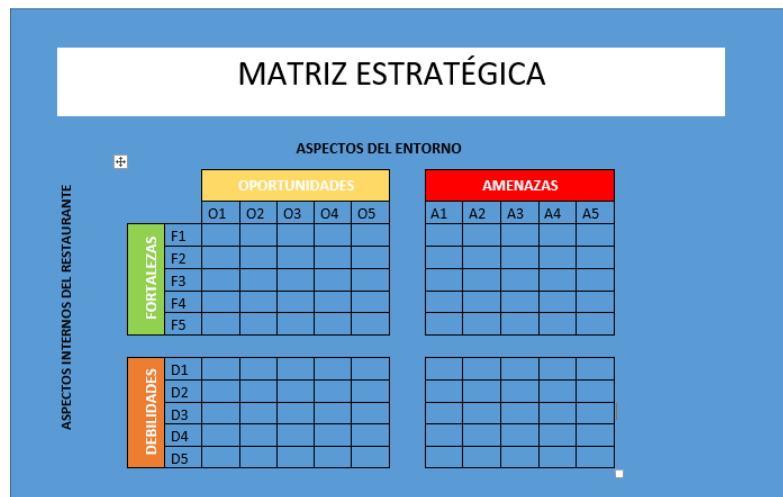 MATRIZ ESTRATÉGICA
ASPECTOS DEL ENTORNO
OPORTUNIDADES AMENAZAS
O1 O2 O3 O4 O5 A1 A2 A3 A4 A5
ASPECTOS INTERNOS DEL RESTAURANTE
FORTALEZAS
F1
F2
F3
F4
F5
DEBILIDADES
D1
D2
D3
D4
D5